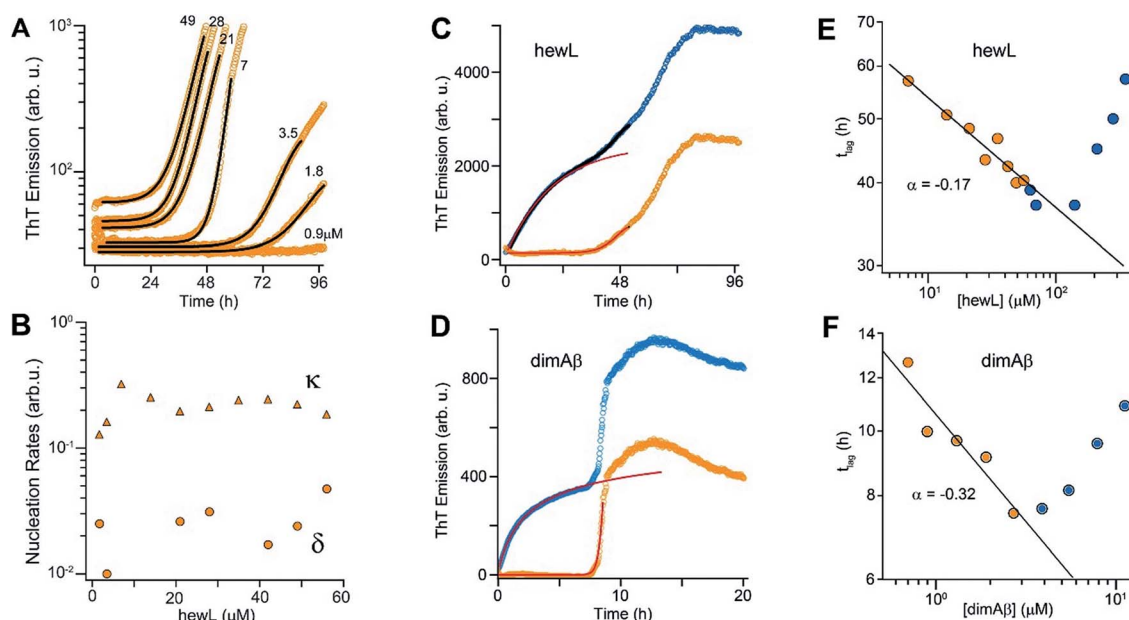 A
ThT Emission (arb. u.)
10³
10²
49
28
21
7
3.5
1.8
0.9μM
0
24
48
72
96
Time (h)
B
Nucleation Rates (arb.u.)
10⁰
10⁻¹
10⁻²
κ
δ
0
20
40
60
hewL (μM)
C
hewL
ThT Emission (arb. u.)
4000
2000
0
0
48
96
Time (h)
D
dimAβ
ThT Emission (arb. u.)
800
400
0
0
10
20
Time (h)
E
hewL
t_lag (h)
70
60
50
40
30
α = -0.17
10¹
10²
[hewL] (μM)
F
dimAβ
t_lag (h)
14
12
10
8
6
α = -0.32
10⁰
10¹
[dimAβ] (μM)